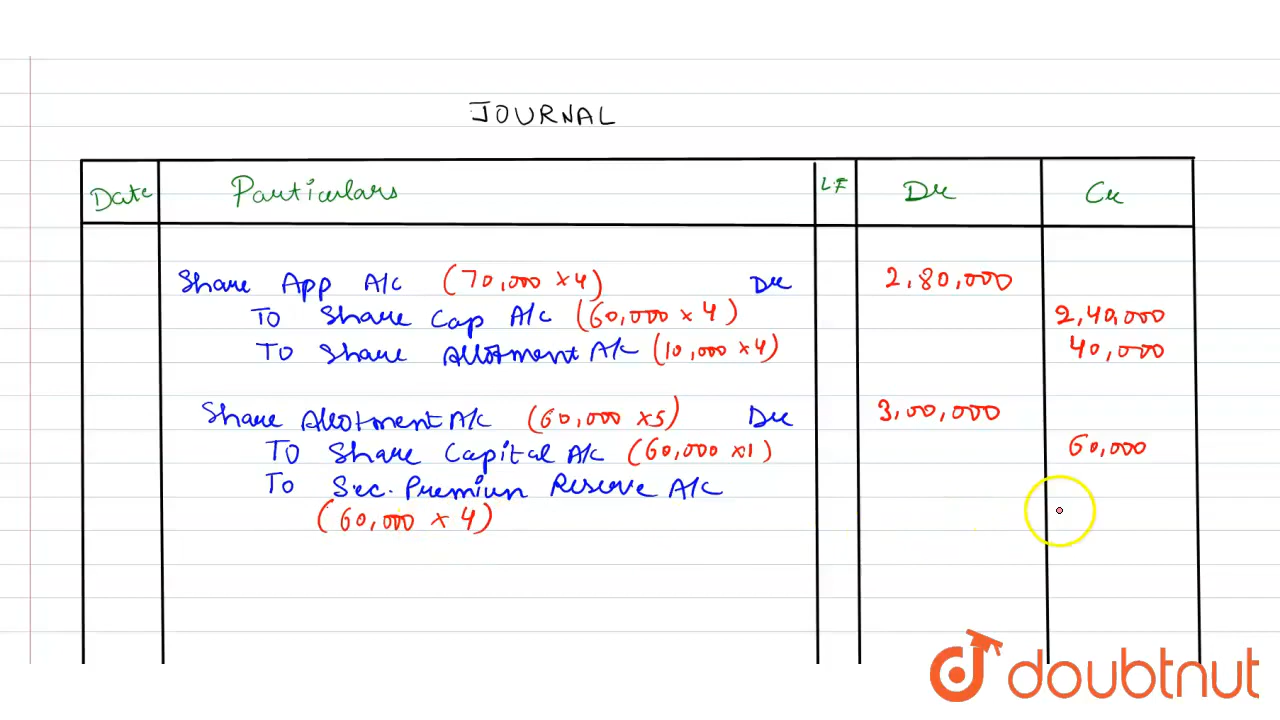 JOURNAL
Date Particulars L.F Dr Cr
Share App A/c (70,000 × 4) Dr 2,80,000
To Share Cap A/c (60,000 × 4) 2,40,000
To Share Allotment A/c (10,000 × 4) 40,000
Share Allotment A/c (60,000 ×5) Dr 3,00,000
To Share Capital A/c (60,000 ×1) 60,000
To Sec. Premium Reserve A/c
(60,000 × 4)
doubtnut